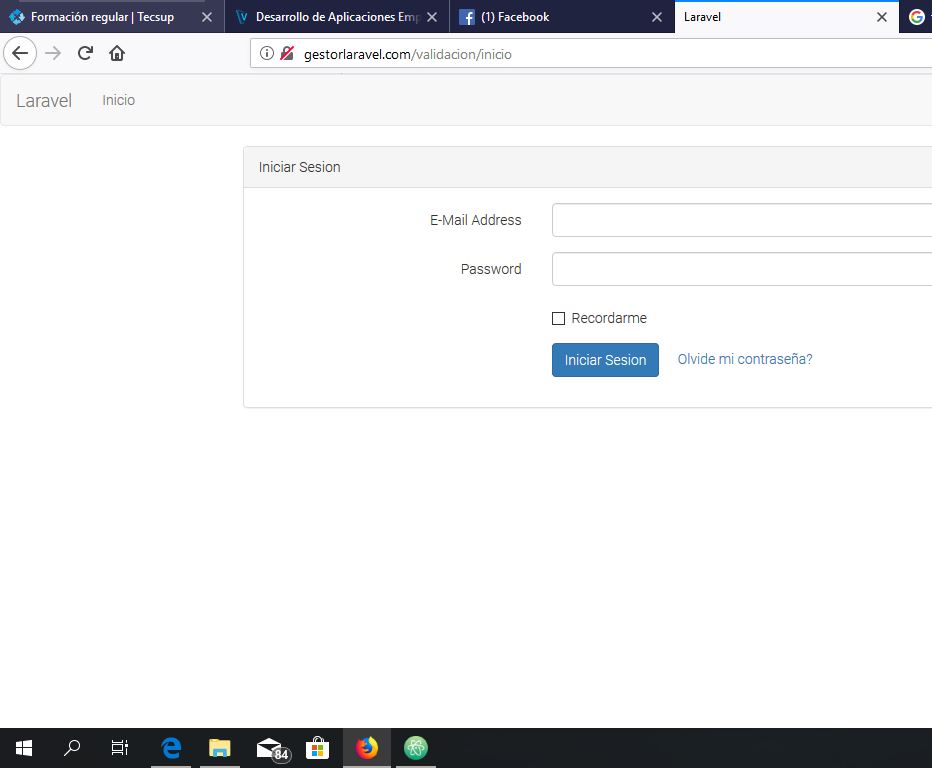 Formación regular | Tecsup
Desarrollo de Aplicaciones Emp
(1) Facebook
Laravel
gestorlaravel.com/validacion/inicio
Laravel Inicio
Iniciar Sesion
E-Mail Address
Password
Recordarme
Iniciar Sesion Olvide mi contraseña?
84